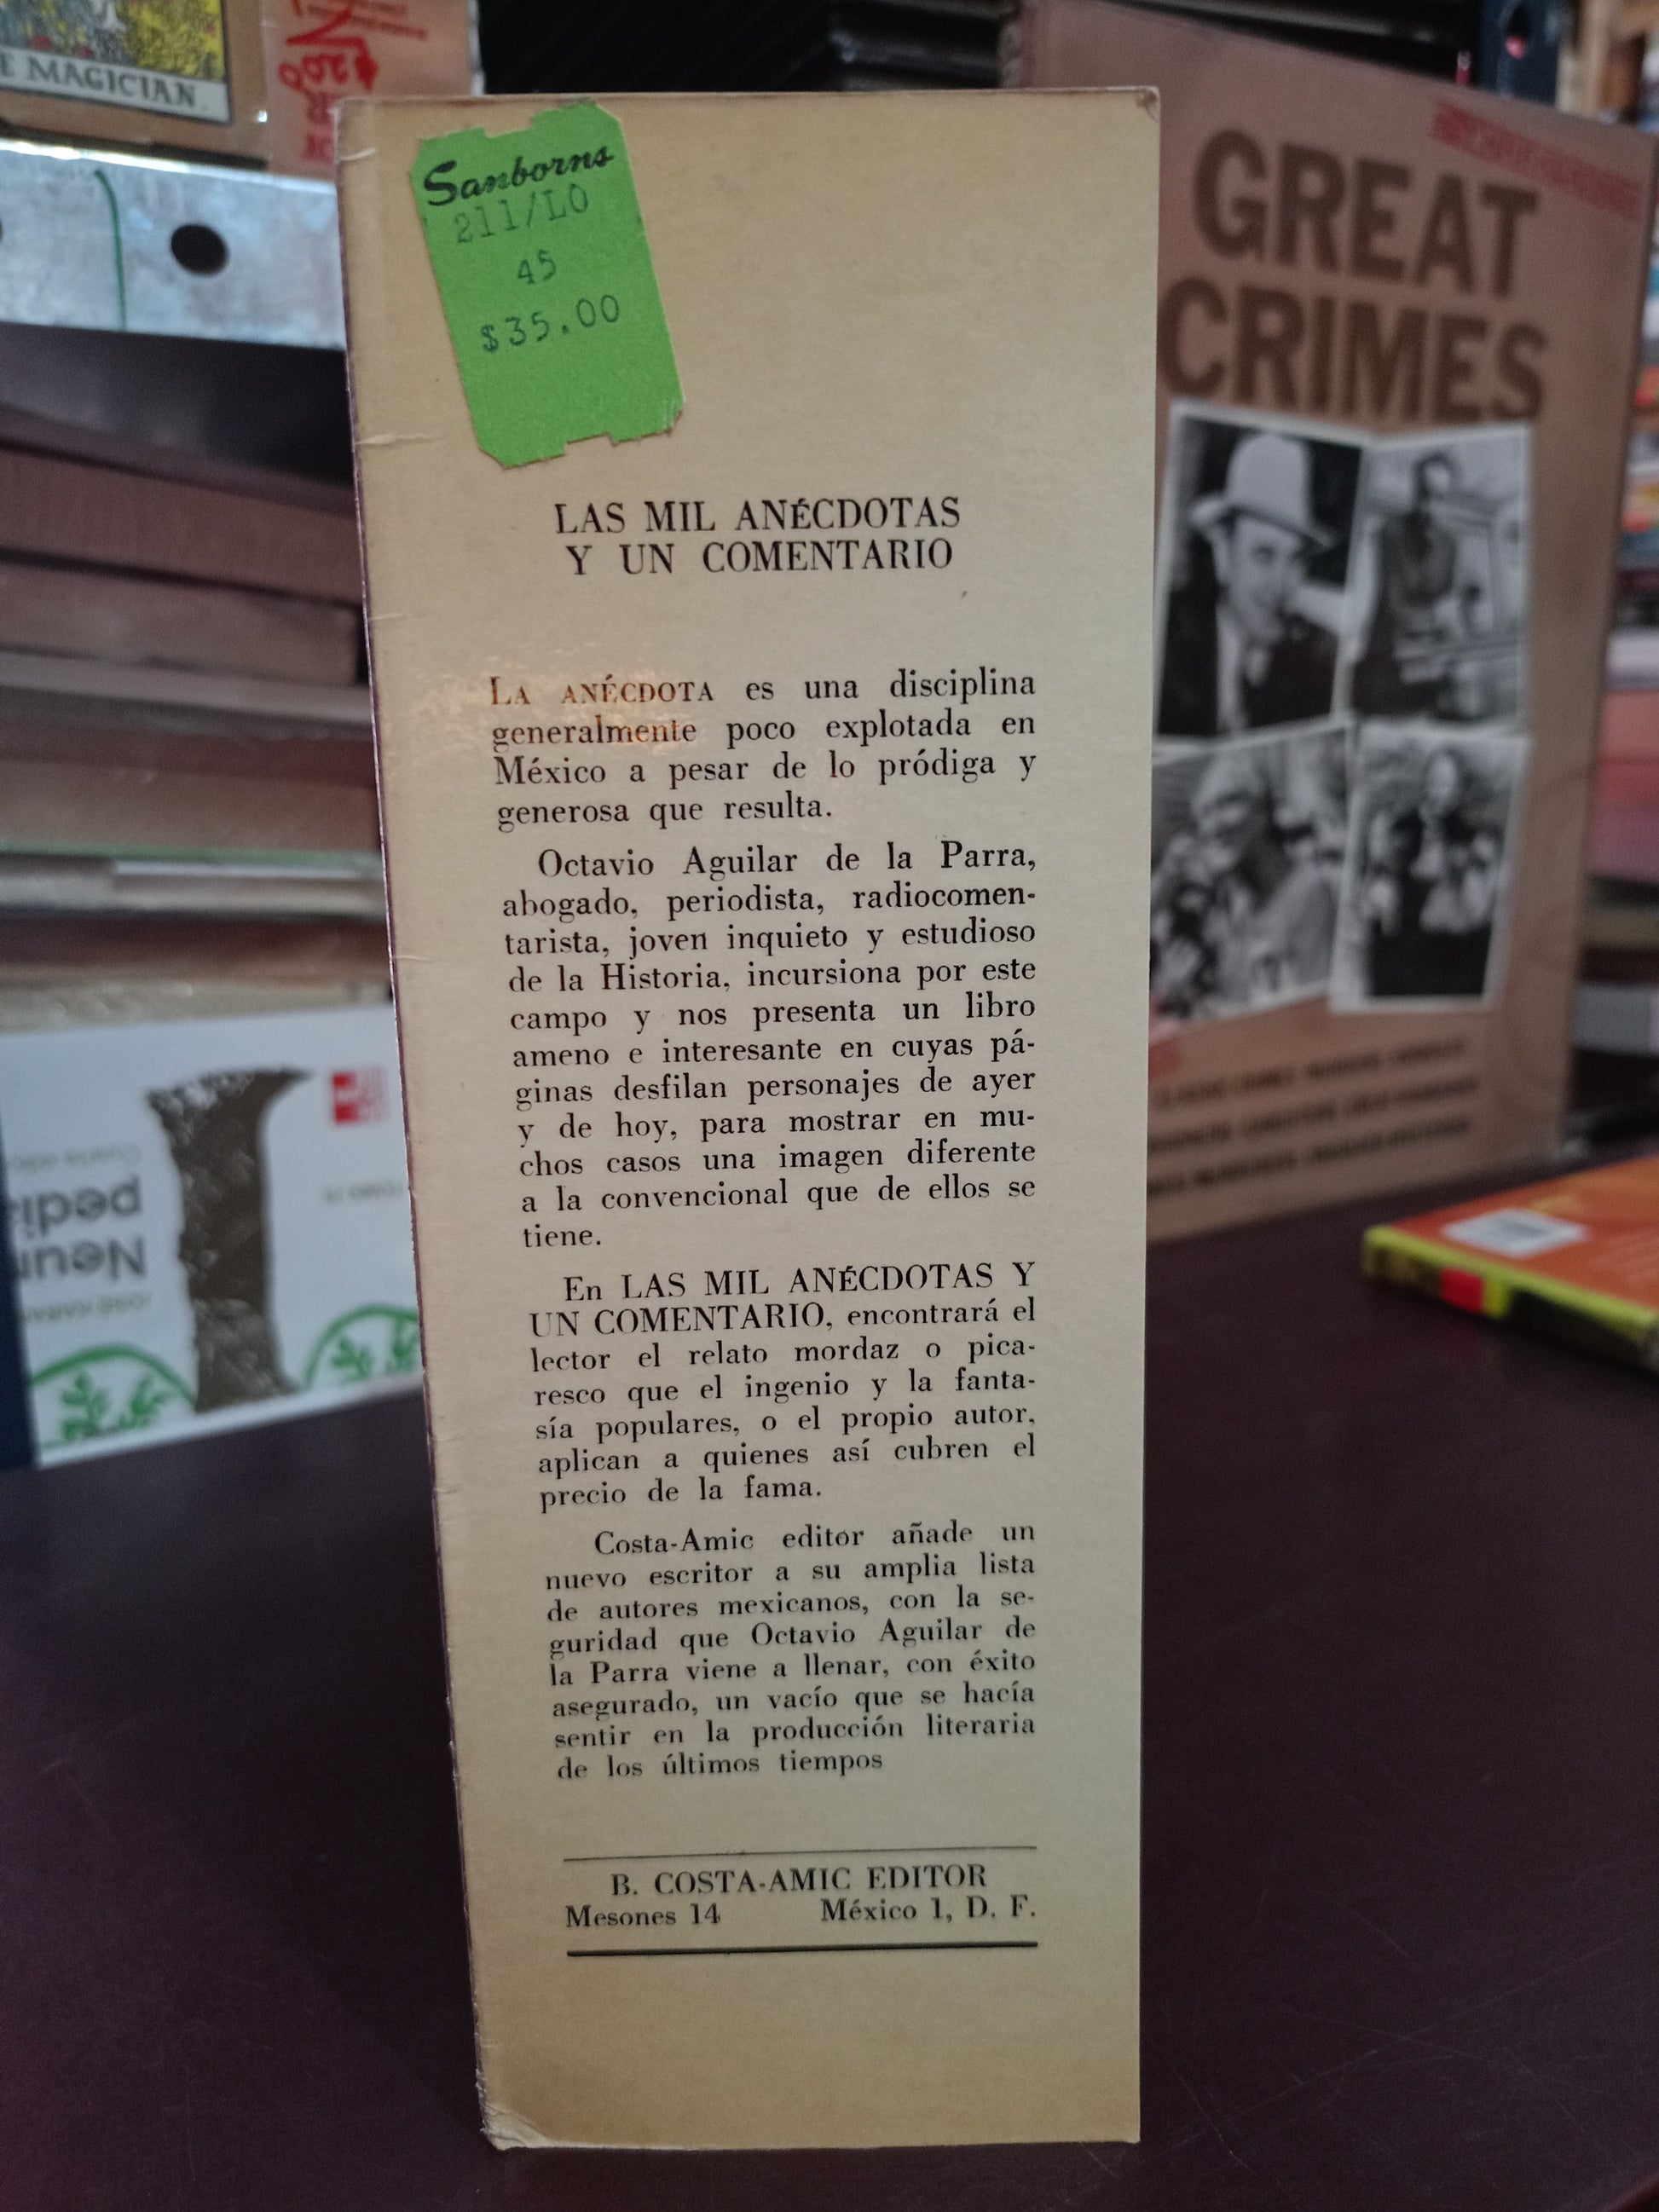 E MAGICIAN
Sanborns
211/LO
45
$35.00
LAS MIL ANÉCDOTAS
Y UN COMENTARIO
LA ANÉCDOTA es una disciplina
generalmente poco explotada en
México a pesar de lo pródiga y
generosa que resulta.
Octavio Aguilar de la Parra,
abogado, periodista, radiocomen-
tarista, joven inquieto y estudioso
de la Historia, incursiona por este
campo y nos presenta un libro
ameno e interesante en cuyas pá-
ginas desfilan personajes de ayer
y de hoy, para mostrar en mu-
chos casos una imagen diferente
a la convencional que de ellos se
tiene.
En LAS MIL ANÉCDOTAS Y
UN COMENTARIO, encontrará el
lector el relato mordaz o pica-
resco que el ingenio y la fanta-
sía populares, o el propio autor,
aplican a quienes así cubren el
precio de la fama.
Costa-Amic editor añade un
nuevo escritor a su amplia lista
de autores mexicanos, con la se-
guridad que Octavio Aguilar de
la Parra viene a llenar, con éxito
asegurado, un vacío que se hacía
sentir en la producción literaria
de los últimos tiempos
B. COSTA-AMIC EDITOR
Mesones 14 México 1, D. F.
GREAT
CRIMES